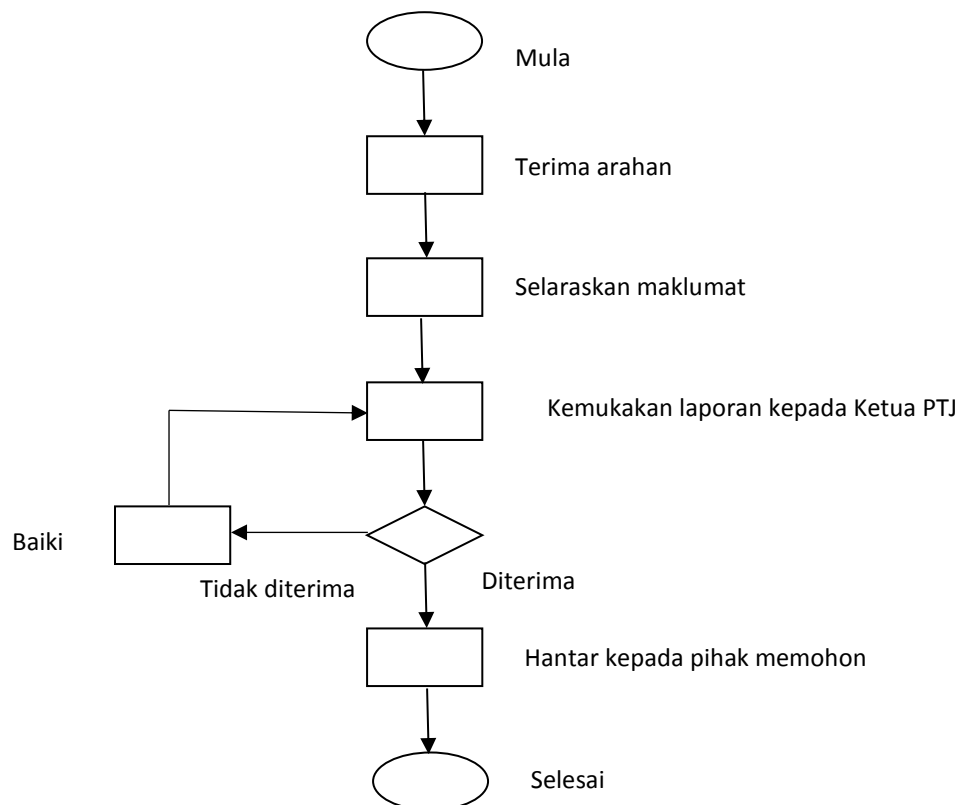 Mula
Terima arahan
Selaraskan maklumat
Kemukakan laporan kepada Ketua PTJ
Baiki
Tidak diterima
Diterima
Hantar kepada pihak memohon
Selesai